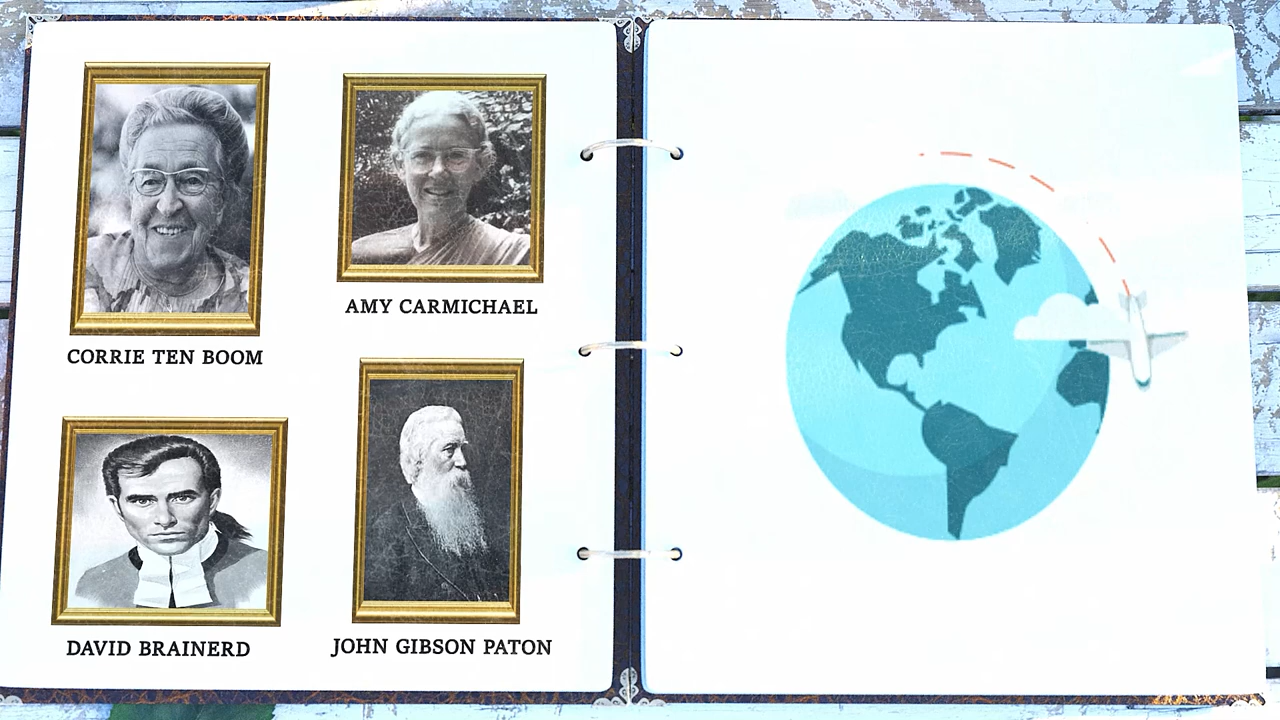 CORRIE TEN BOOM
AMY CARMICHAEL
DAVID BRAINERD
JOHN GIBSON PATON